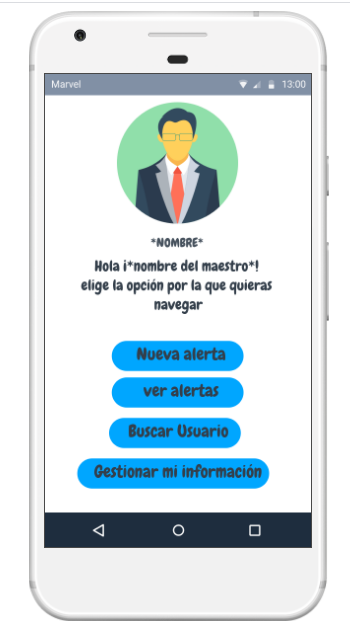 Marvel 13:00
*NOMBRE*
Hola ¡*nombre del maestro*!
elige la opción por la que quieras
navegar
Nueva alerta
ver alertas
Buscar Usuario
Gestionar mi información